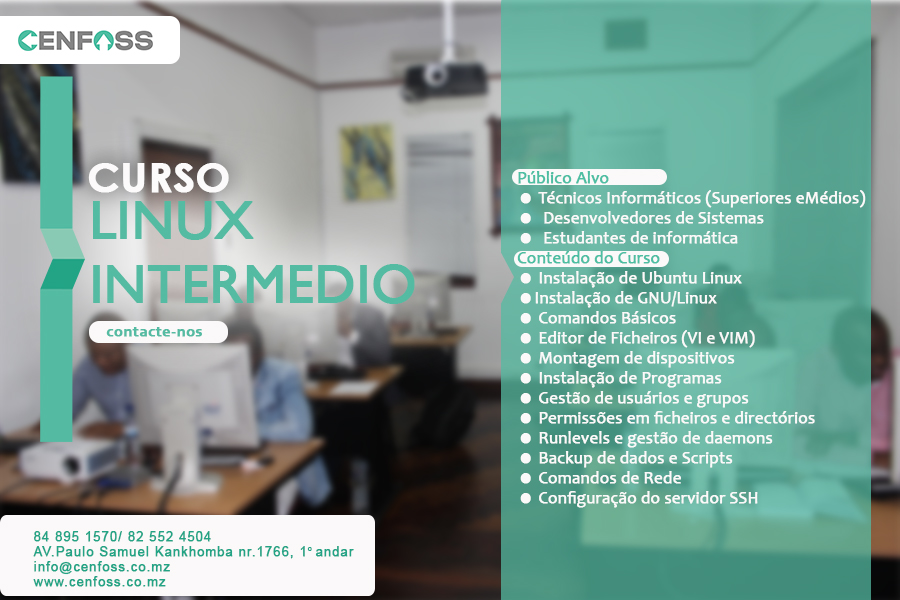 CENFOSS
CURSO
LINUX
INTERMEDIO
contacte-nos
Público Alvo
Técnicos Informáticos (Superiores eMédios)
Desenvolvedores de Sistemas
Estudantes de informática
Conteúdo do Curso
Instalação de Ubuntu Linux
Instalação de GNU/Linux
Comandos Básicos
Editor de Ficheiros (VI e VIM)
Montagem de dispositivos
Instalação de Programas
Gestão de usuários e grupos
Permissões em ficheiros e directórios
Runlevels e gestão de daemons
Backup de dados e Scripts
Comandos de Rede
Configuração do servidor SSH
84 895 1570/ 82 552 4504
AV.Paulo Samuel Kankhomba nr.1766, 1º andar
info@cenfoss.co.mz
www.cenfoss.co.mz